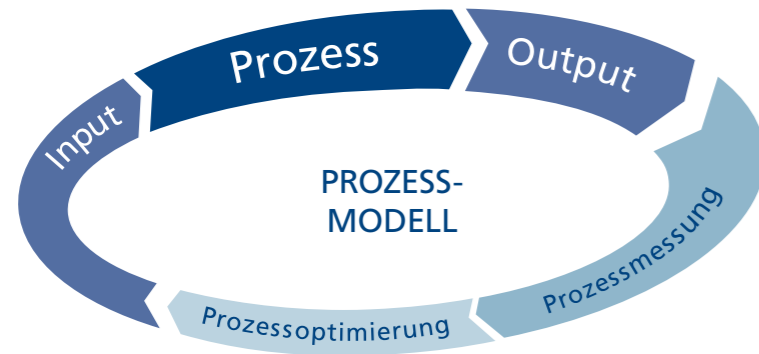 Input
Prozess
Output
PROZESS-
MODELL
Prozessmessung
Prozessoptimierung